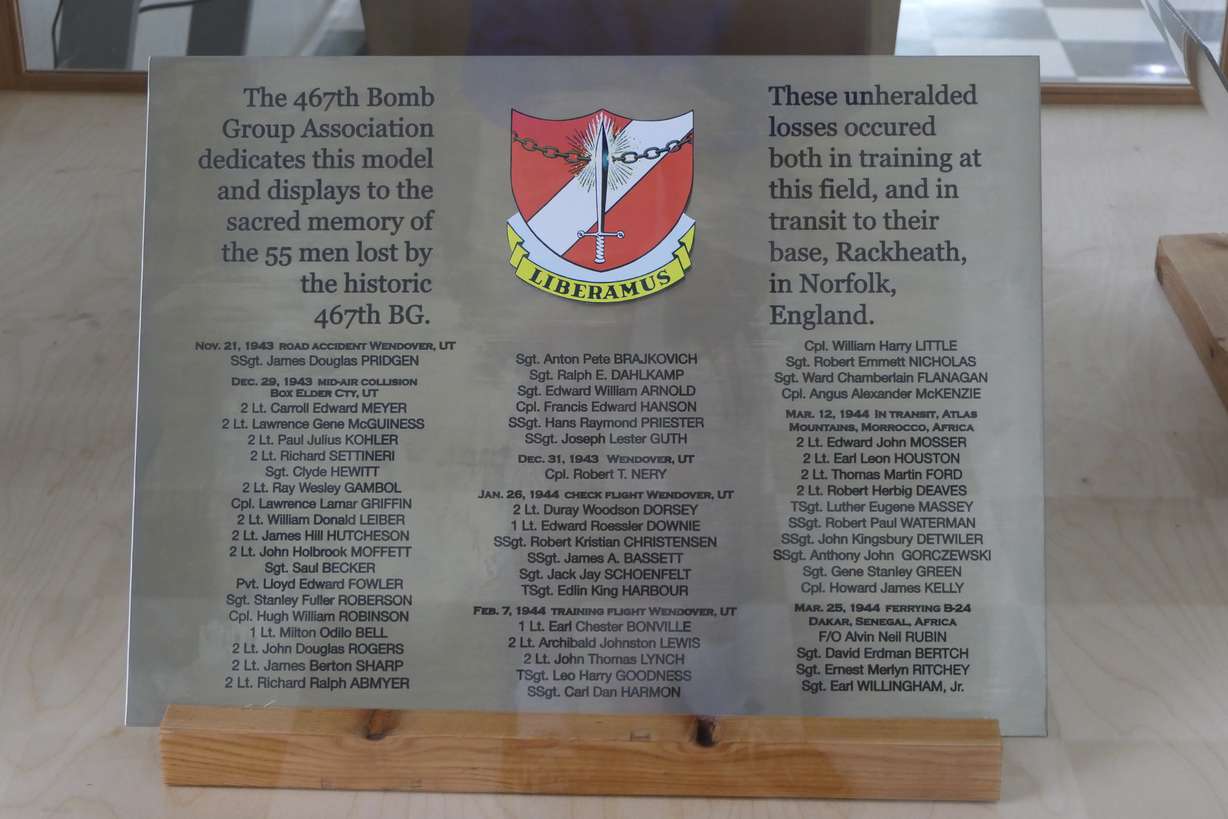 The 467th Bomb
Group Association
dedicates this model
and displays to the
sacred memory of
the 55 men lost by
the historic
467th BG.
LIBERAMUS
These unheralded
losses occured
both in training at
this field, and in
transit to their
base, Rackheath,
in Norfolk,
England.
Nov. 21, 1943 road accident Wendover, UT
SSgt. James Douglas PRIDGEN
Dec. 29, 1943 mid-air collision
Box Elder Cty, UT
2 Lt. Carroll Edward MEYER
2 Lt. Lawrence Gene McGUINESS
2 Lt. Paul Julius KOHLER
2 Lt. Richard SETTINERI
Sgt. Clyde HEWITT
2 Lt. Ray Wesley GAMBOL
Cpl. Lawrence Lamar GRIFFIN
2 Lt. William Donald LEIBER
2 Lt. James Hill HUTCHESON
2 Lt. John Holbrook MOFFETT
Sgt. Saul BECKER
Pvt. Lloyd Edward FOWLER
Sgt. Stanley Fuller ROBERSON
Cpl. Hugh William ROBINSON
1 Lt. Milton Odilo BELL
2 Lt. John Douglas ROGERS
2 Lt. James Berton SHARP
2 Lt. Richard Ralph ABMYER
Sgt. Anton Pete BRAJKOVICH
Sgt. Ralph E. DAHLKAMP
Sgt. Edward William ARNOLD
Cpl. Francis Edward HANSON
SSgt. Hans Raymond PRIESTER
SSgt. Joseph Lester GUTH
Dec. 31, 1943 Wendover, UT
Cpl. Robert T. NERY
Jan. 26, 1944 check flight Wendover, UT
2 Lt. Duray Woodson DORSEY
1 Lt. Edward Roessler DOWNIE
SSgt. Robert Kristian CHRISTENSEN
SSgt. James A. BASSETT
Sgt. Jack Jay SCHOENFELT
TSgt. Edlin King HARBOUR
Feb. 7, 1944 training flight Wendover, UT
1 Lt. Earl Chester BONVILLE
2 Lt. Archibald Johnston LEWIS
2 Lt. John Thomas LYNCH
TSgt. Leo Harry GOODNESS
SSgt. Carl Dan HARMON
Cpl. William Harry LITTLE
Sgt. Robert Emmett NICHOLAS
Sgt. Ward Chamberlain FLANAGAN
Cpl. Angus Alexander McKENZIE
Mar. 12, 1944 in transit, Atlas
Mountains, Morrocco, Africa
2 Lt. Edward John MOSSER
2 Lt. Earl Leon HOUSTON
2 Lt. Thomas Martin FORD
2 Lt. Robert Herbig DEAVES
TSgt. Luther Eugene MASSEY
SSgt. Robert Paul WATERMAN
SSgt. John Kingsbury DETWILER
SSgt. Anthony John GORCZEWSKI
Sgt. Gene Stanley GREEN
Cpl. Howard James KELLY
Mar. 25, 1944 ferrying B-24
Dakar, Senegal, Africa
F/O Alvin Neil RUBIN
Sgt. David Erdman BERTCH
Sgt. Ernest Merlyn RITCHEY
Sgt. Earl WILLINGHAM, Jr.